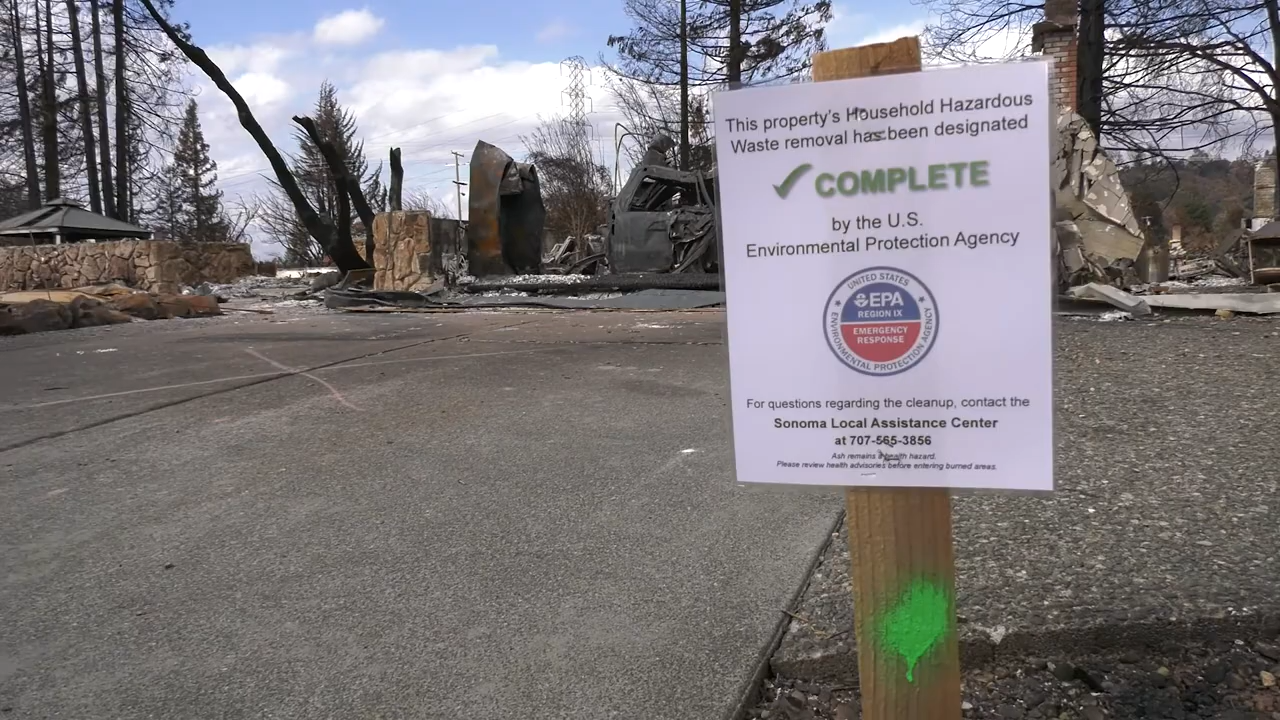 This property's Household Hazardous
Waste removal has been designated
COMPLETE
by the U.S.
Environmental Protection Agency
UNITED STATES
EPA
REGION IX
EMERGENCY
RESPONSE
ENVIRONMENTAL PROTECTION AGENCY
For questions regarding the cleanup, contact the
Sonoma Local Assistance Center
at 707-565-3856
Ash remains a health hazard.
Please review health advisories before entering burned areas.